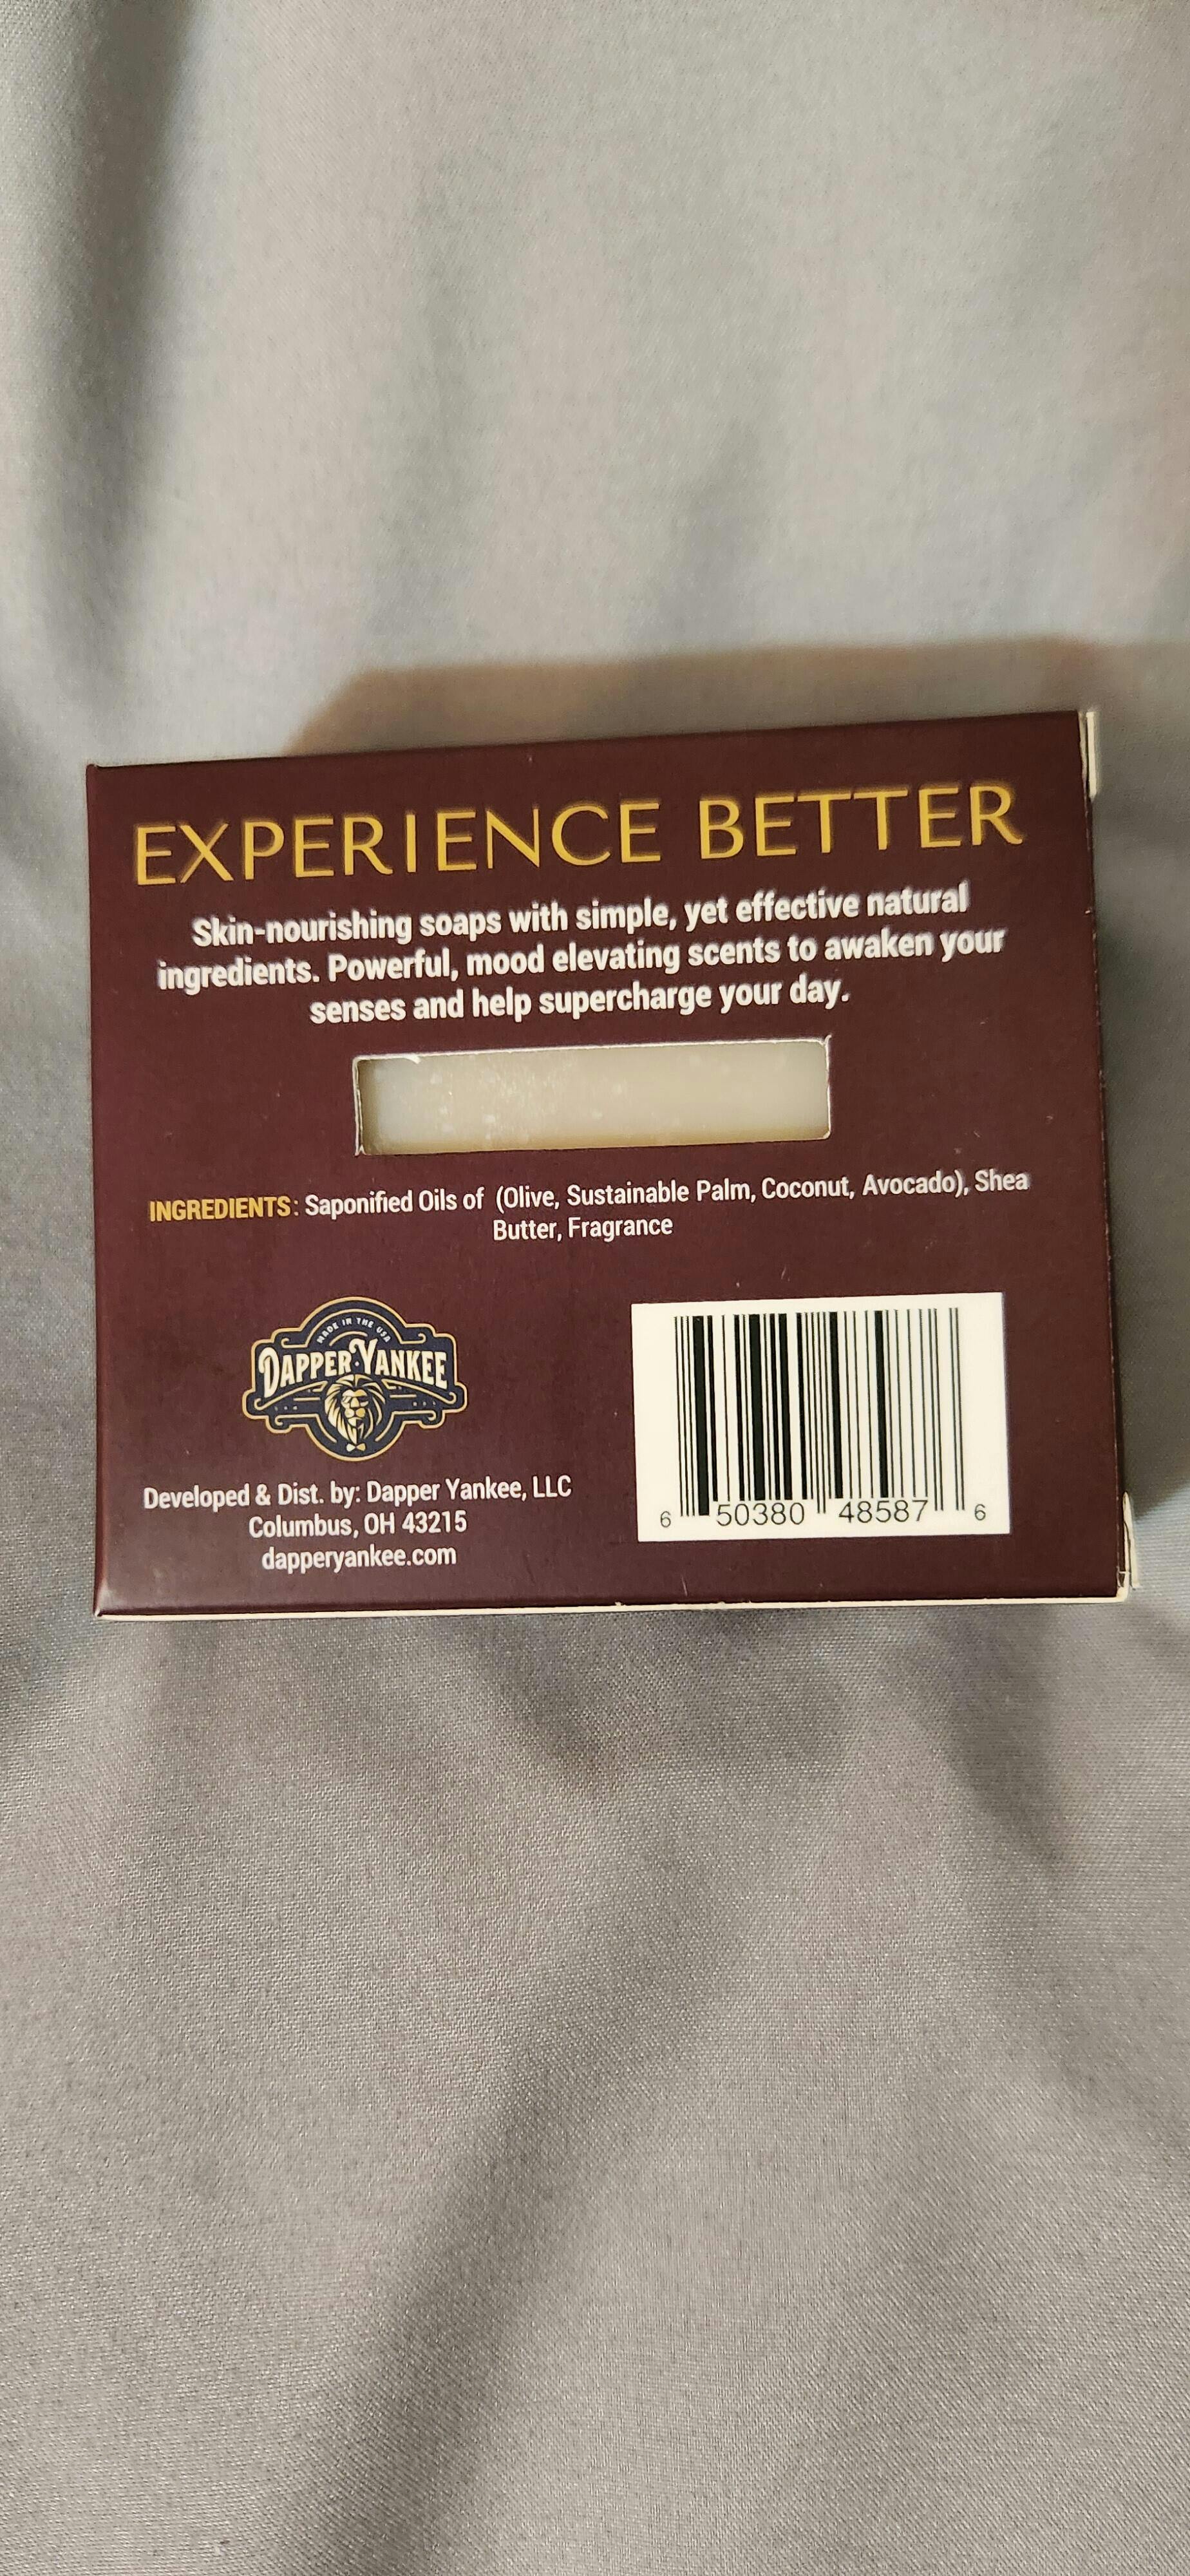 EXPERIENCE BETTER
Skin-nourishing soaps with simple, yet effective natural
ingredients. Powerful, mood elevating scents to awaken your
senses and help supercharge your day.
INGREDIENTS: Saponified Oils of (Olive, Sustainable Palm, Coconut, Avocado), Shea
Butter, Fragrance
MADE IN THE USA
DAPPER YANKEE
Developed & Dist. by: Dapper Yankee, LLC
Columbus, OH 43215
dapperyankee.com
6 50380 48587 6